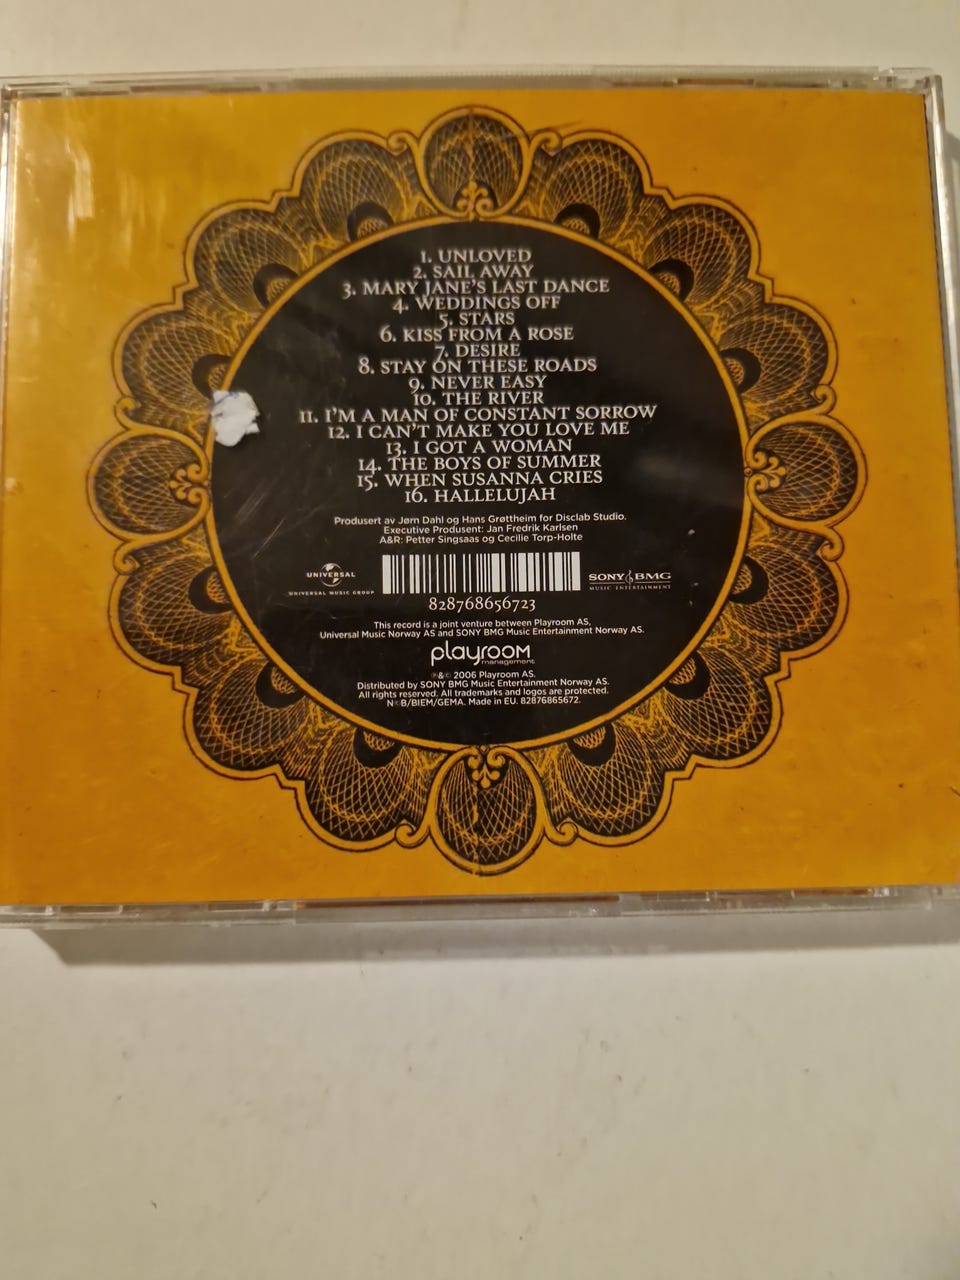 1. UNLOVED
2. SAIL AWAY
3. MARY JANE'S LAST DANCE
4. WEDDINGS OFF
5. STARS
6. KISS FROM A ROSE
7. DESIRE
8. STAY ON THESE ROADS
9. NEVER EASY
10. THE RIVER
11. I'M A MAN OF CONSTANT SORROW
12. I CAN'T MAKE YOU LOVE ME
13. I GOT A WOMAN
14. THE BOYS OF SUMMER
15. WHEN SUSANNA CRIES
16. HALLELUJAH
Produsert av Jørn Dahl og Hans Grøttheim for Disclab Studio.
Executive Produsent: Jan Fredrik Karlsen
A&R: Petter Singsaas og Cecilie Torp-Holte
UNIVERSAL
UNIVERSAL MUSIC GROUP
SONY BMG
MUSIC ENTERTAINMENT
828768656723
This record is a joint venture between Playroom AS,
Universal Music Norway AS and SONY BMG Music Entertainment Norway AS.
playroom
management
℗&© 2006 Playroom AS.
Distributed by SONY BMG Music Entertainment Norway AS.
All rights reserved. All trademarks and logos are protected.
N©B/BIEM/GEMA. Made in EU. 82876865672.